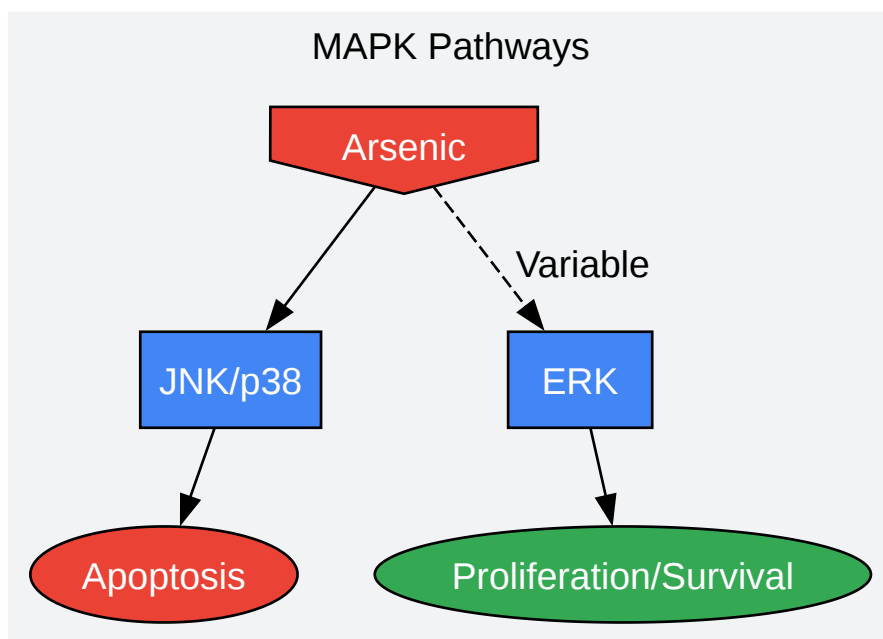 MAPK Pathways
Arsenic
Variable
JNK/p38
ERK
Apoptosis
Proliferation/Survival